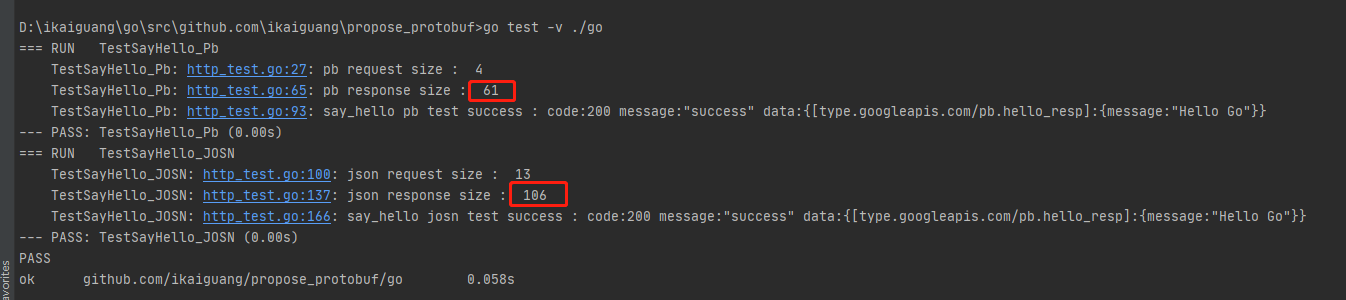 D:\ikaiguang\go\src\github.com\ikaiguang\propose_protobuf>go test -v ./go
=== RUN   TestSayHello_Pb
    TestSayHello_Pb: http_test.go:27: pb request size :  4
    TestSayHello_Pb: http_test.go:65: pb response size :  61
    TestSayHello_Pb: http_test.go:93: say_hello pb test success : code:200 message:"success" data:{[type.googleapis.com/pb.hello_resp]:{message:"Hello Go"}}
--- PASS: TestSayHello_Pb (0.00s)
=== RUN   TestSayHello_JOSN
    TestSayHello_JOSN: http_test.go:100: json request size :  13
    TestSayHello_JOSN: http_test.go:137: json response size :  106
    TestSayHello_JOSN: http_test.go:166: say_hello josn test success : code:200 message:"success" data:{[type.googleapis.com/pb.hello_resp]:{message:"Hello Go"}}
--- PASS: TestSayHello_JOSN (0.00s)
PASS
ok      github.com/ikaiguang/propose_protobuf/go        0.058s
avorites